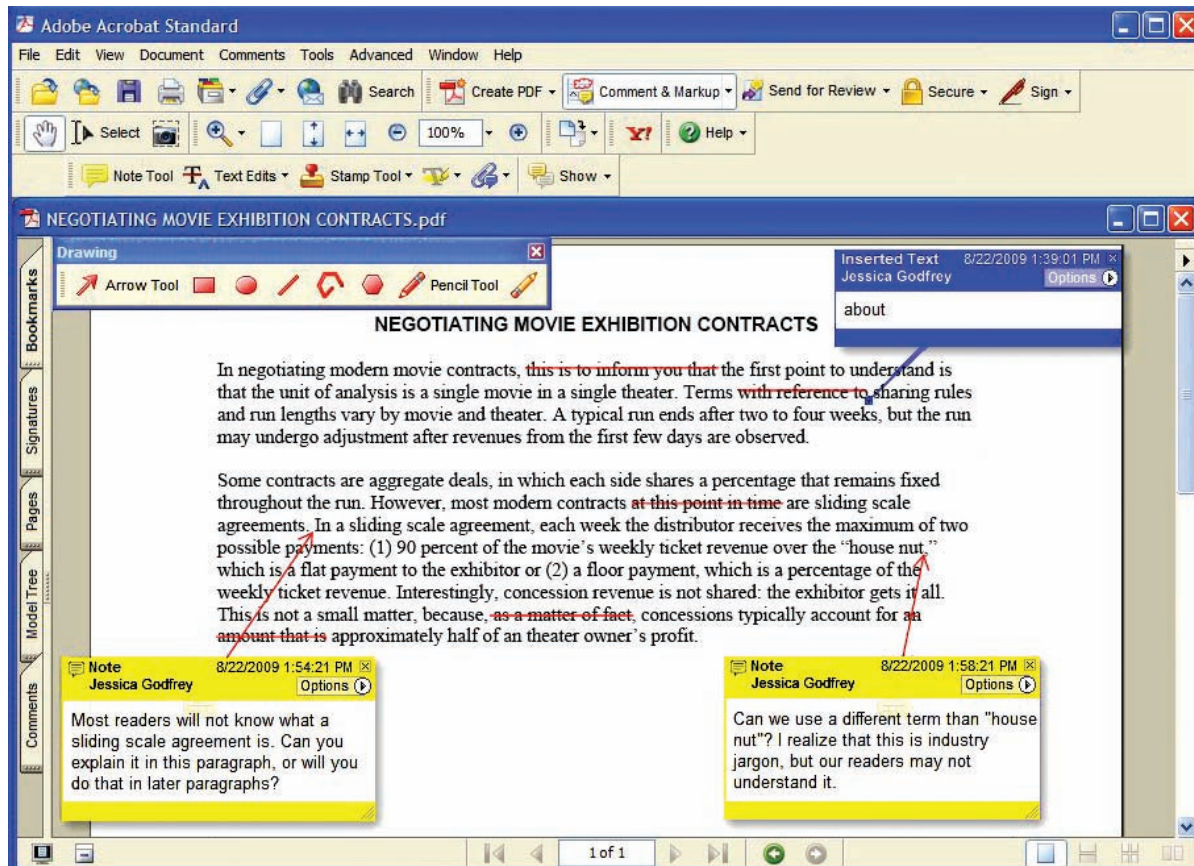 Adobe Acrobat Standard
File Edit View Document Comments Tools Advanced Window Help
Search Create PDF Comment & Markup Send for Review Secure Sign
Select 100% Y! Help
Note Tool Text Edits Stamp Tool Show
NEGOTIATING MOVIE EXHIBITION CONTRACTS.pdf
Drawing
Arrow Tool Pencil Tool
Bookmarks
Signatures
Pages
Model Tree
Comments
Inserted Text 8/22/2009 1:39:01 PM
Jessica Godfrey Options
about
NEGOTIATING MOVIE EXHIBITION CONTRACTS
In negotiating modern movie contracts, this is to inform you that the first point to understand is
that the unit of analysis is a single movie in a single theater. Terms with reference to sharing rules
and run lengths vary by movie and theater. A typical run ends after two to four weeks, but the run
may undergo adjustment after revenues from the first few days are observed.
Some contracts are aggregate deals, in which each side shares a percentage that remains fixed
throughout the run. However, most modern contracts at this point in time are sliding scale
agreements. In a sliding scale agreement, each week the distributor receives the maximum of two
possible payments: (1) 90 percent of the movie's weekly ticket revenue over the “house nut,”
which is a flat payment to the exhibitor or (2) a floor payment, which is a percentage of the
weekly ticket revenue. Interestingly, concession revenue is not shared: the exhibitor gets it all.
This is not a small matter, because, as a matter of fact, concessions typically account for an
amount that is approximately half of an theater owner's profit.
Note 8/22/2009 1:54:21 PM
Jessica Godfrey Options
Most readers will not know what a
sliding scale agreement is. Can you
explain it in this paragraph, or will you
do that in later paragraphs?
Note 8/22/2009 1:58:21 PM
Jessica Godfrey Options
Can we use a different term than "house
nut"? I realize that this is industry
jargon, but our readers may not
understand it.
1 of 1